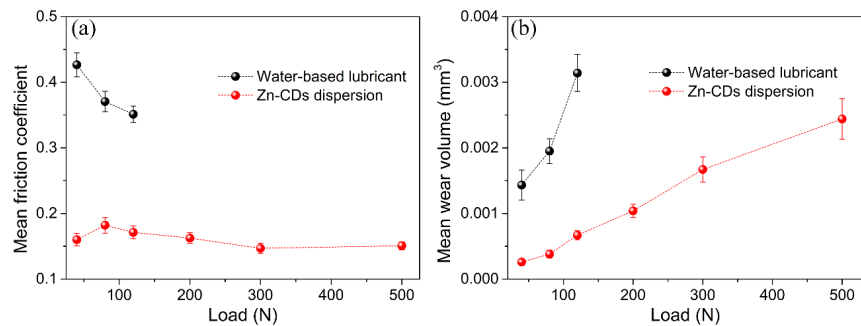 (a)
Mean friction coefficient
0.5
0.4
0.3
0.2
0.1
Water-based lubricant
Zn-CDs dispersion
100 200 300 400 500
Load (N)
(b)
Mean wear volume (mm³)
0.004
0.003
0.002
0.001
0.000
Water-based lubricant
Zn-CDs dispersion
100 200 300 400 500
Load (N)